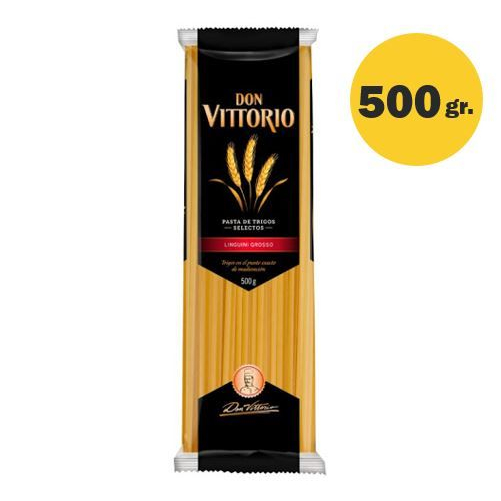 DON
VITTORIO
PASTA DE TRIGOS
SELECTOS
LINGUINI GROSSO
Trigos en el punto exacto
de maduración
500 g
Don Vittorio
500 gr.